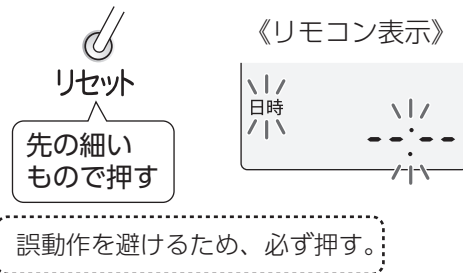 《リモコン表示》
リセット
先の細い
もので押す
日時
--:--
誤動作を避けるため、必ず押す。